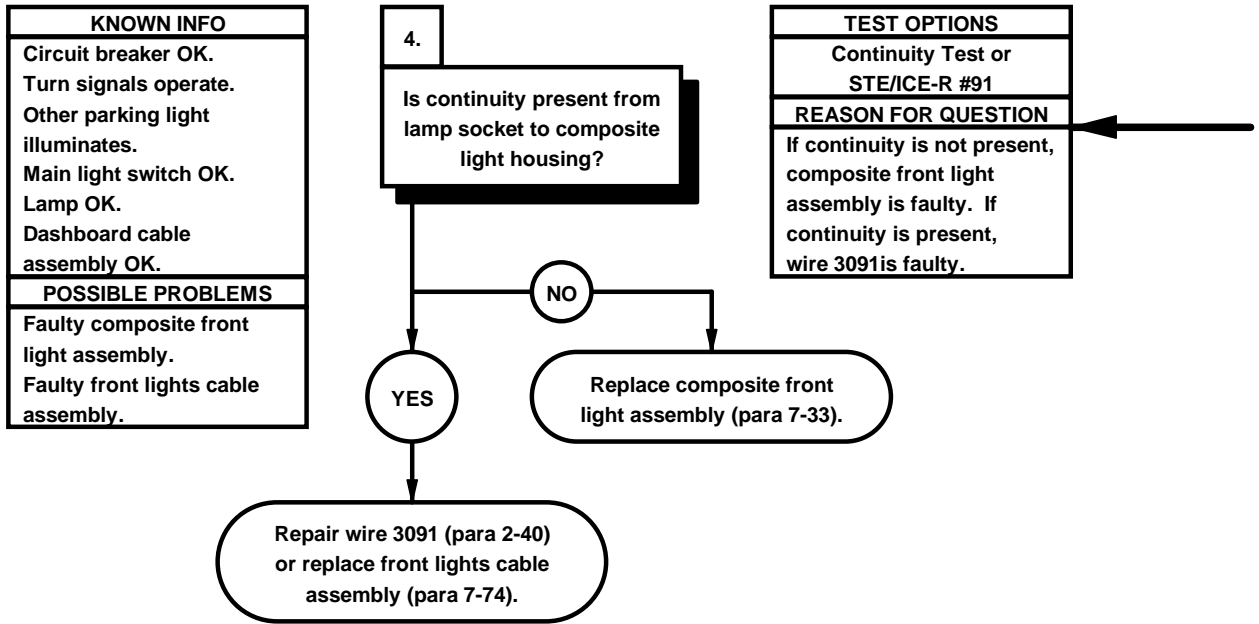 KNOWN INFO
Circuit breaker OK.
Turn signals operate.
Other parking light
illuminates.
Main light switch OK.
Lamp OK.
Dashboard cable
assembly OK.
POSSIBLE PROBLEMS
Faulty composite front
light assembly.
Faulty front lights cable
assembly.
4.
Is continuity present from
lamp socket to composite
light housing?
TEST OPTIONS
Continuity Test or
STE/ICE-R #91
REASON FOR QUESTION
If continuity is not present,
composite front light
assembly is faulty.  If
continuity is present,
wire 3091is faulty.
NO
YES
Replace composite front
light assembly (para 7-33).
Repair wire 3091 (para 2-40)
or replace front lights cable
assembly (para 7-74).